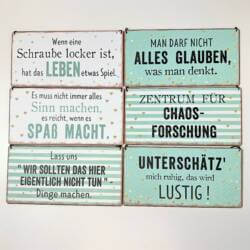 Wenn eine
Schraube locker ist,
hat das LEBEN etwas Spiel.
MAN DARF NICHT
ALLES GLAUBEN,
was man denkt.
Es muss nicht immer alles
Sinn machen,
es reicht, wenn es
SPAẞ MACHT.
ZENTRUM FÜR
CHAOS-
FORSCHUNG
Lass uns
"WIR SOLLTEN DAS HIER
EIGENTLICH NICHT TUN" -
Dinge machen.
UNTERSCHÄTZ'
mich ruhig, das wird
LUSTIG!